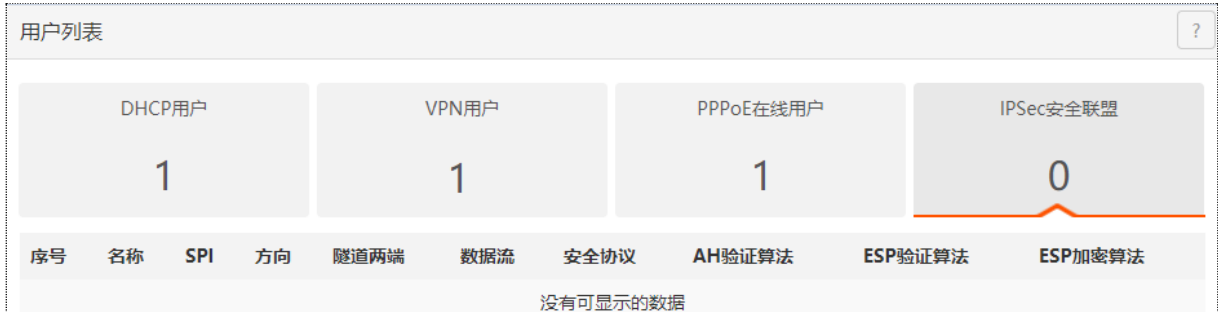 用户列表 ?
DHCP用户 VPN用户 PPPoE在线用户 IPSec安全联盟
1 1 1 0
序号 名称 SPI 方向 隧道两端 数据流 安全协议 AH验证算法 ESP验证算法 ESP加密算法
没有可显示的数据